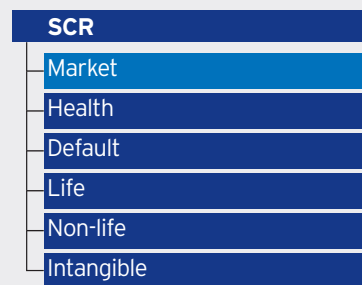 SCR
Market
Health
Default
Life
Non-life
Intangible